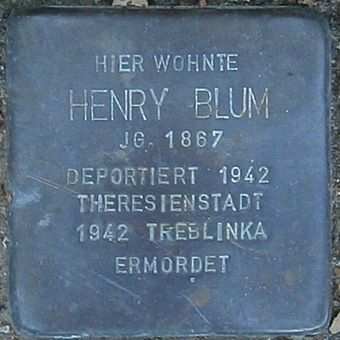 HIER WOHNTE
HENRY BLUM
JG. 1867
DEPORTIERT 1942
THERESIENSTADT
1942 TREBLINKA
ERMORDET